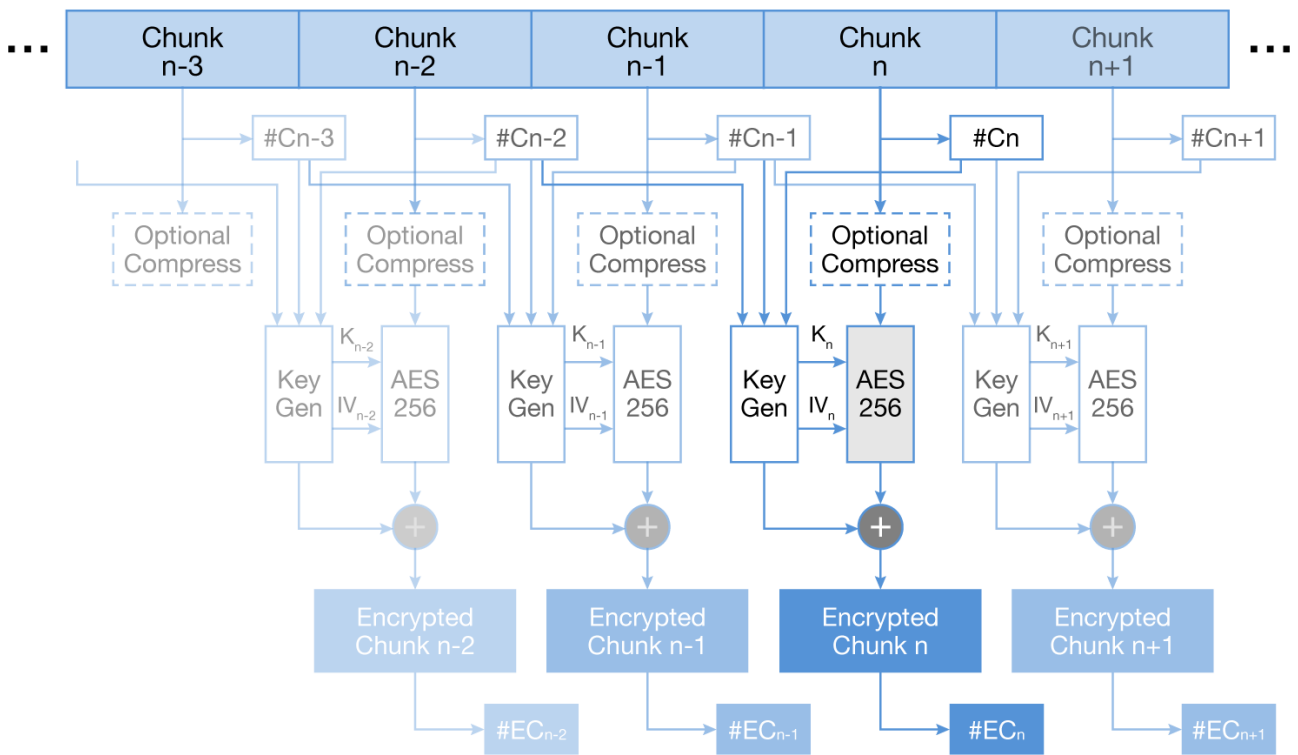 ...
Chunk
n-3
Chunk
n-2
Chunk
n-1
Chunk
n
Chunk
n+1
...
#Cn-3
#Cn-2
#Cn-1
#Cn
#Cn+1
Optional
Compress
Optional
Compress
Optional
Compress
Optional
Compress
Optional
Compress
Key
Gen
Kn-2
IVn-2
AES
256
Key
Gen
Kn-1
IVn-1
AES
256
Key
Gen
Kn
IVn
AES
256
Key
Gen
Kn+1
IVn+1
AES
256
+
+
+
+
Encrypted
Chunk n-2
Encrypted
Chunk n-1
Encrypted
Chunk n
Encrypted
Chunk n+1
#ECn-2
#ECn-1
#ECn
#ECn+1